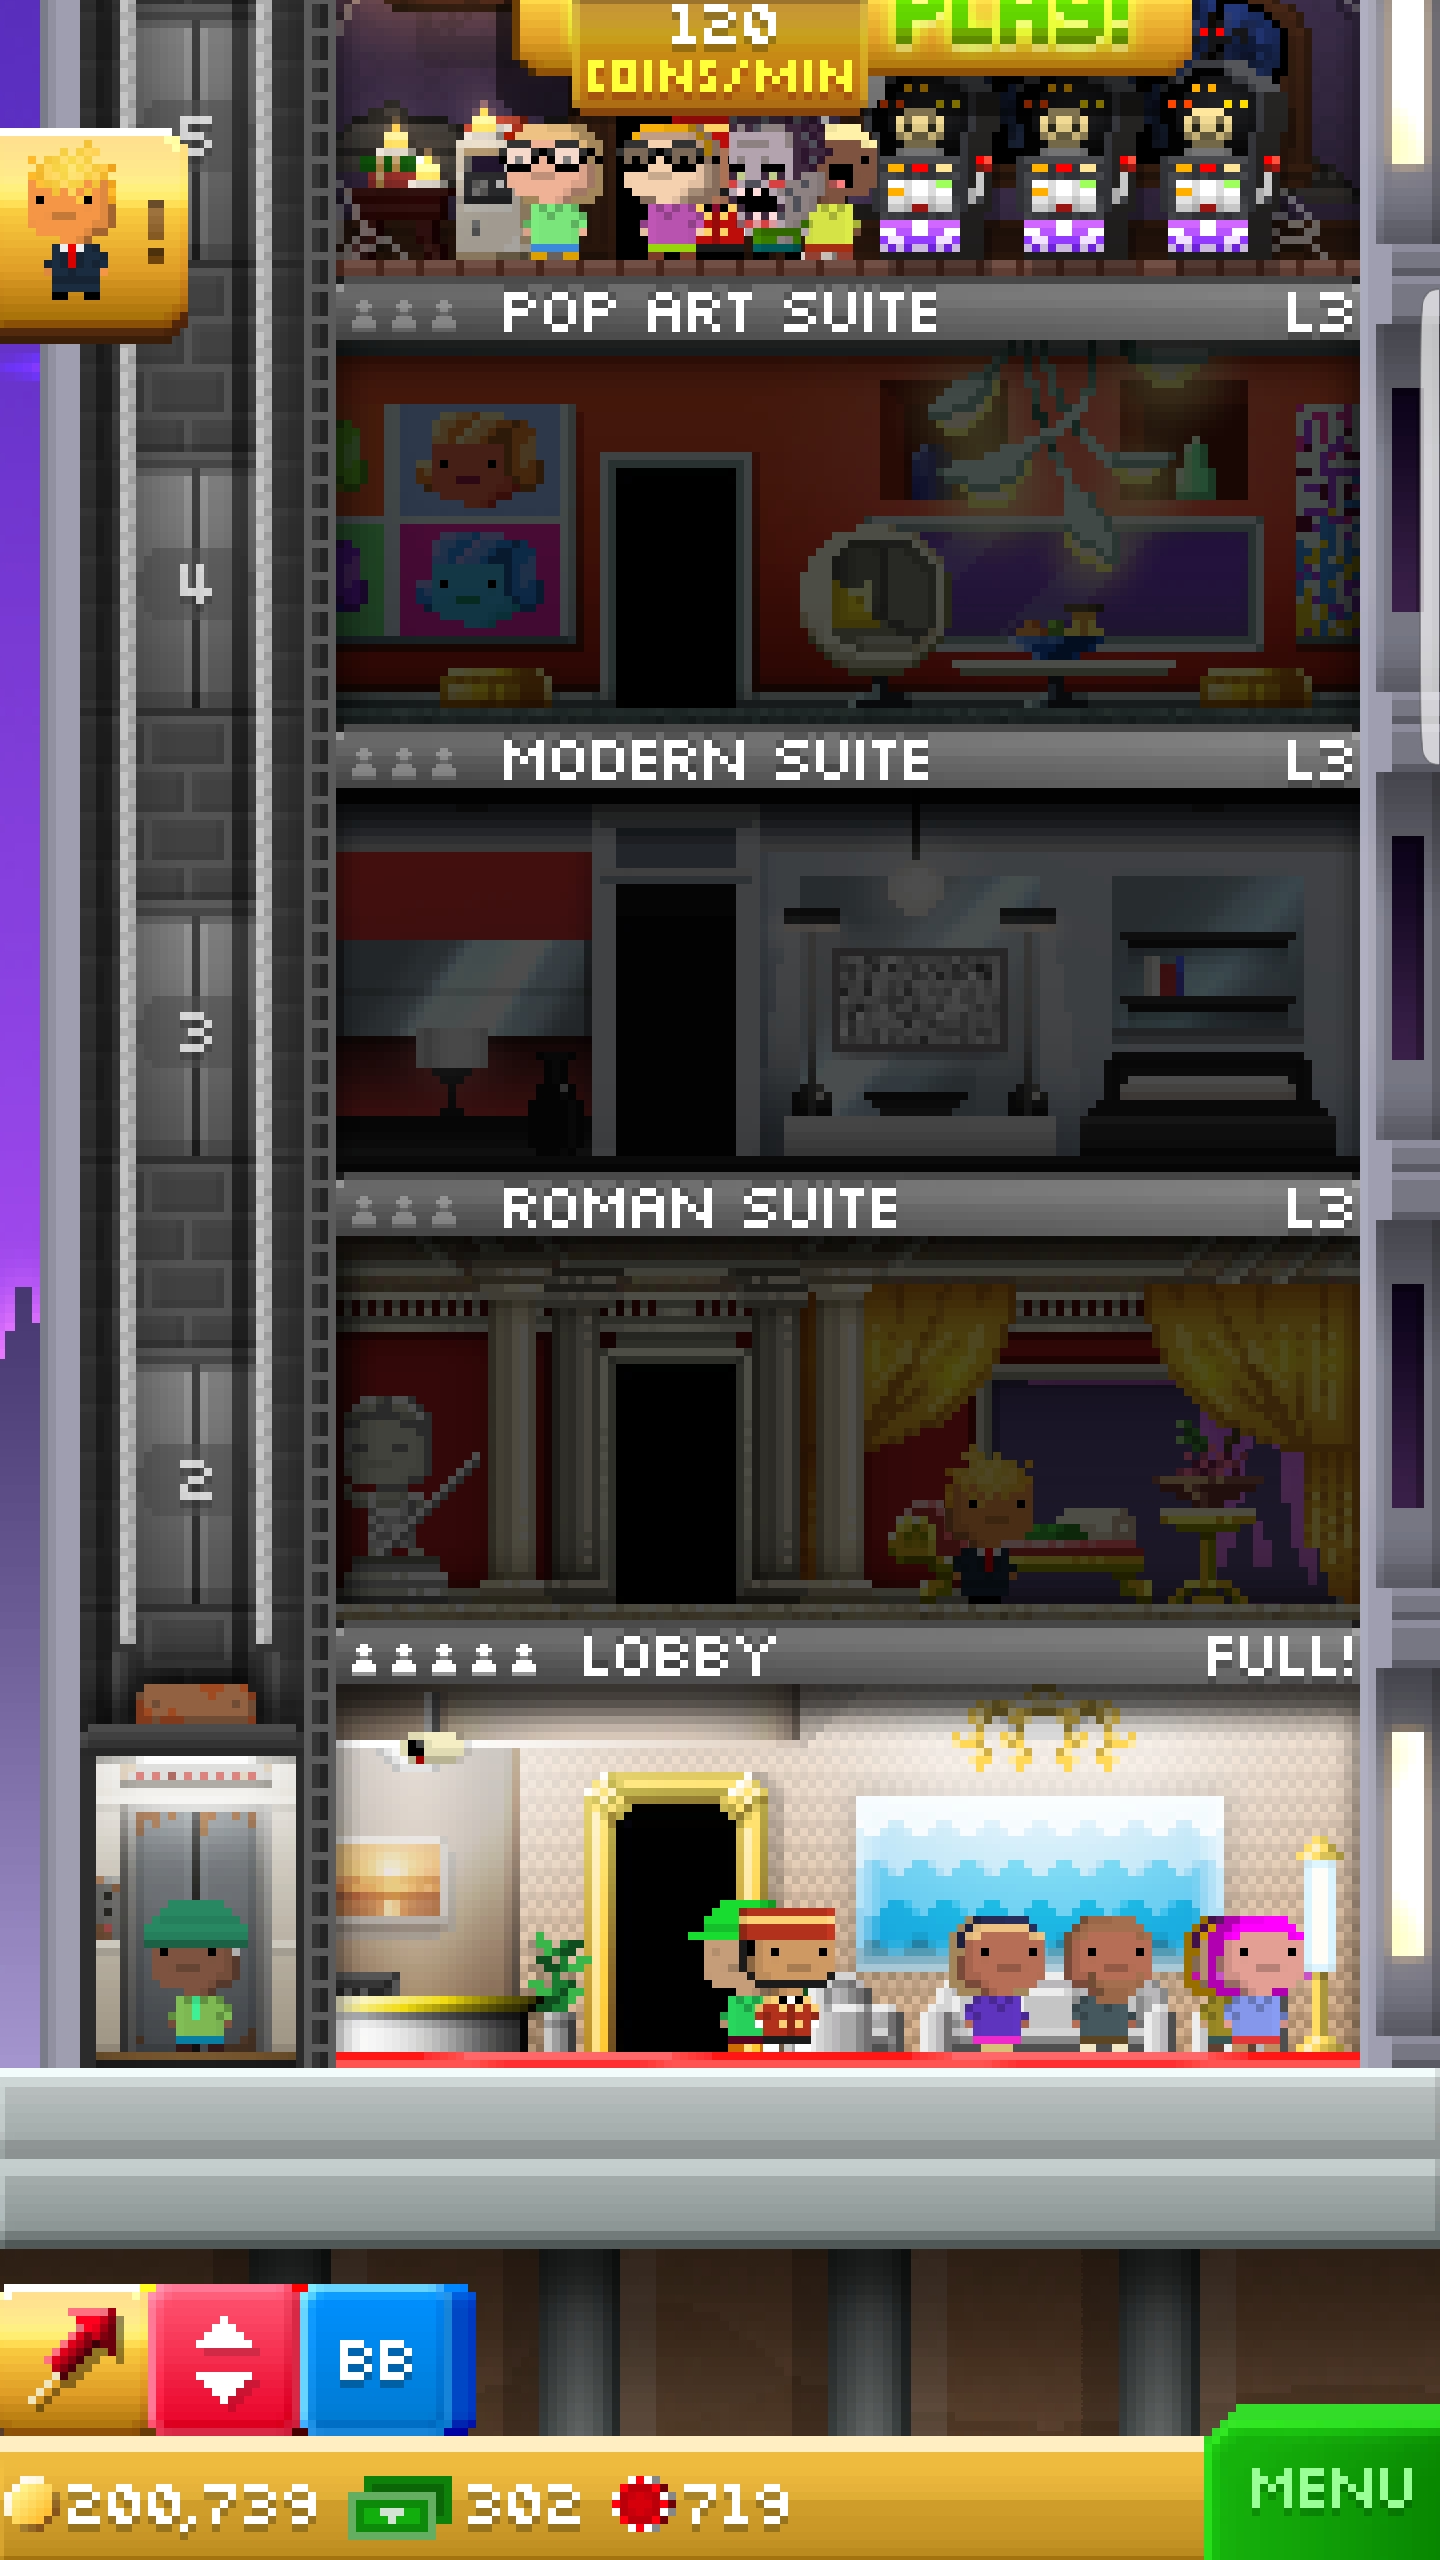 120
PLAY!
COINS/MIN
5
!
POP ART SUITE L3
4
MODERN SUITE L3
3
ROMAN SUITE L3
2
LOBBY FULL!
BB
200,739 302 719
MENU